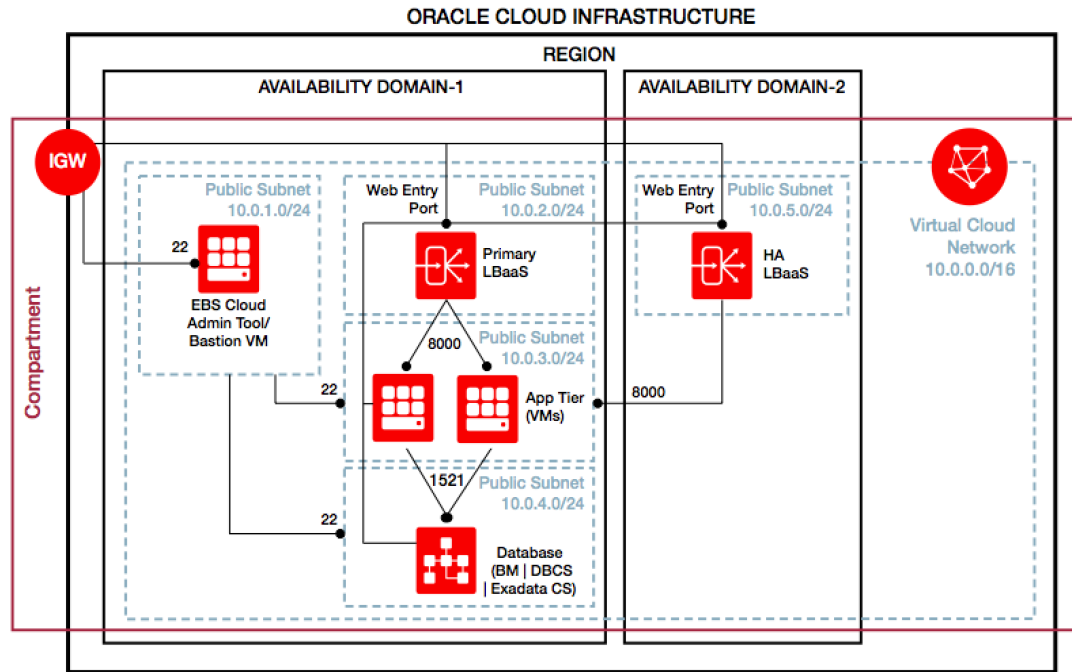 ORACLE CLOUD INFRASTRUCTURE
REGION
AVAILABILITY DOMAIN-1
AVAILABILITY DOMAIN-2
IGW
Compartment
Public Subnet
10.0.1.0/24
22
EBS Cloud
Admin Tool/
Bastion VM
Web Entry
Port
Public Subnet
10.0.2.0/24
Primary
LBaaS
Web Entry
Port
Public Subnet
10.0.5.0/24
HA
LBaaS
Virtual Cloud
Network
10.0.0.0/16
8000
Public Subnet
10.0.3.0/24
22
App Tier
(VMs)
8000
1521
Public Subnet
10.0.4.0/24
22
Database
(BM | DBCS
| Exadata CS)